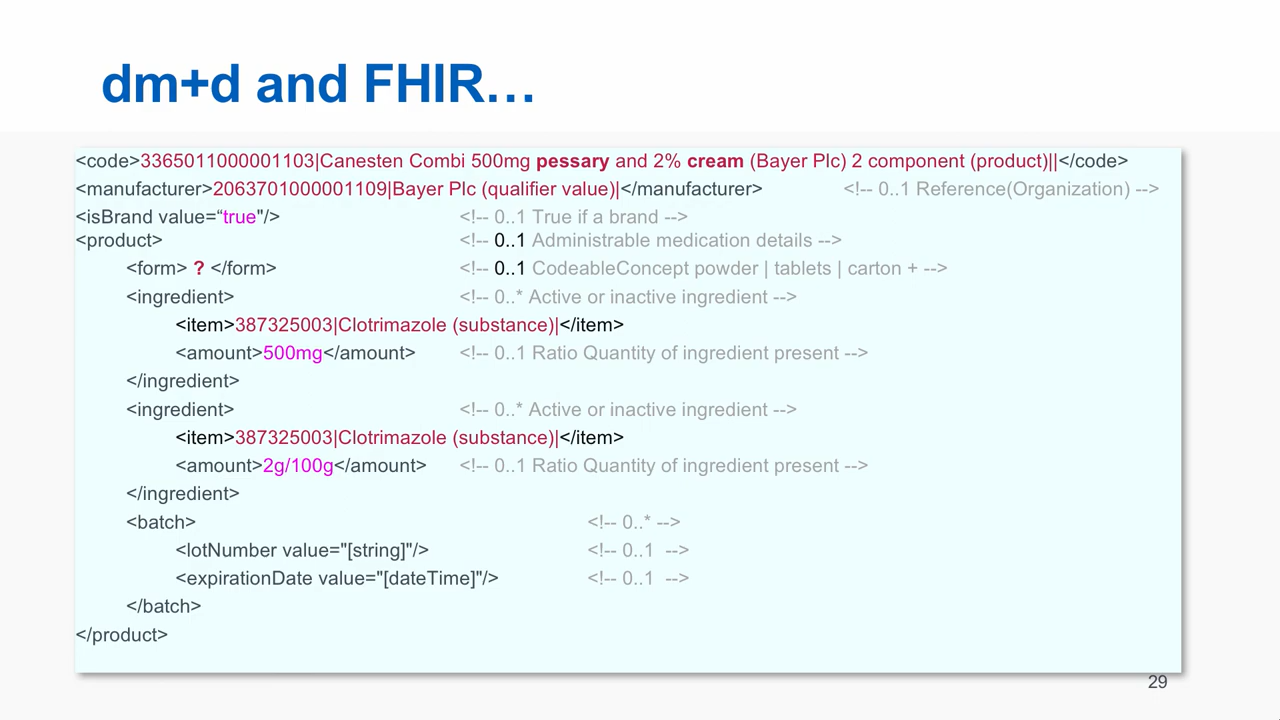 dm+d and FHIR…
<code>3365011000001103|Canesten Combi 500mg pessary and 2% cream (Bayer Plc) 2 component (product)||</code>
<manufacturer>2063701000001109|Bayer Plc (qualifier value)|</manufacturer> <!-- 0..1 Reference(Organization) -->
<isBrand value=“true"/> <!-- 0..1 True if a brand -->
<product> <!-- 0..1 Administrable medication details -->
<form> ? </form> <!-- 0..1 CodeableConcept powder | tablets | carton + -->
<ingredient> <!-- 0..* Active or inactive ingredient -->
<item>387325003|Clotrimazole (substance)|</item>
<amount>500mg</amount> <!-- 0..1 Ratio Quantity of ingredient present -->
</ingredient>
<ingredient> <!-- 0..* Active or inactive ingredient -->
<item>387325003|Clotrimazole (substance)|</item>
<amount>2g/100g</amount> <!-- 0..1 Ratio Quantity of ingredient present -->
</ingredient>
<batch> <!-- 0..* -->
<lotNumber value="[string]"/> <!-- 0..1 -->
<expirationDate value="[dateTime]"/> <!-- 0..1 -->
</batch>
</product>
29